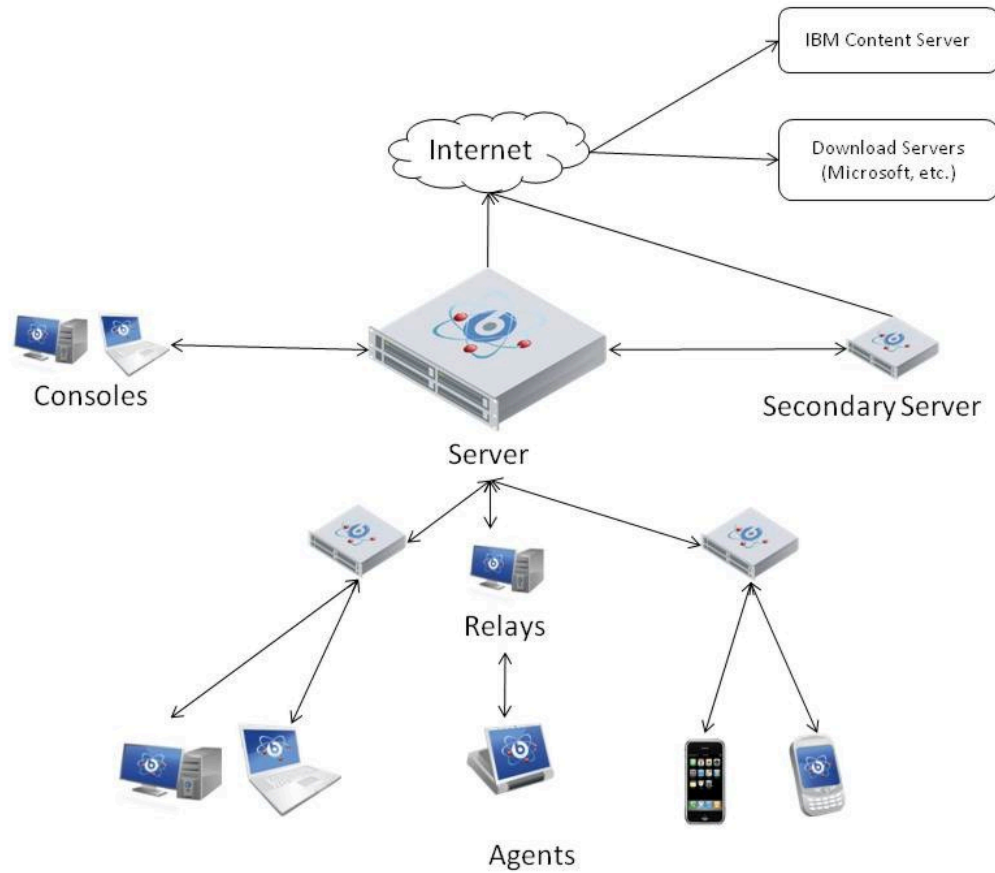 IBM Content Server
Internet
Download Servers
(Microsoft, etc.)
Consoles
Secondary Server
Server
Relays
Agents